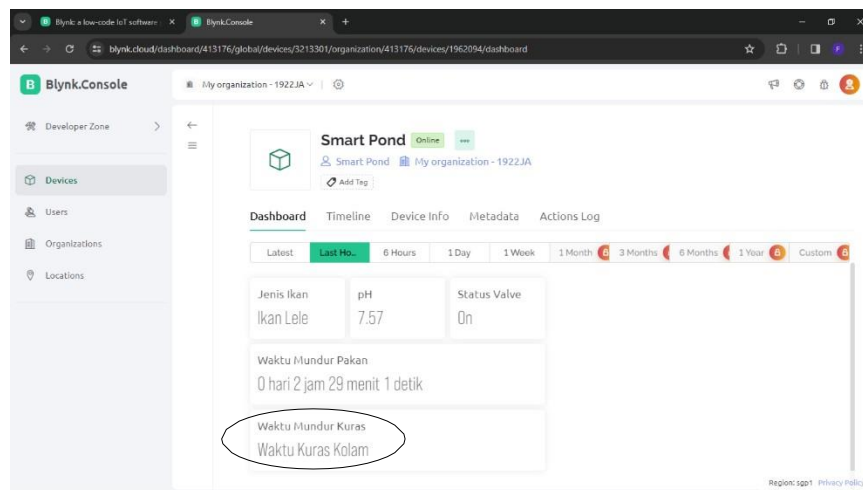 Blynk: a low-code IoT software
Blynk.Console
blynk.cloud/dashboard/413176/global/devices/3213301/organization/413176/devices/1962094/dashboard
Blynk.Console
My organization - 1922JA
Developer Zone
Devices
Users
Organizations
Locations
Smart Pond Online
Smart Pond My organization - 1922JA
Add Tag
Dashboard Timeline Device Info Metadata Actions Log
Latest Last Ho... 6 Hours 1 Day 1 Week 1 Month 3 Months 6 Months 1 Year Custom
Jenis Ikan pH Status Valve
Ikan Lele 7.57 On
Waktu Mundur Pakan
0 hari 2 jam 29 menit 1 detik
Waktu Mundur Kuras
Waktu Kuras Kolam
Region: sgp1 Privacy Policy